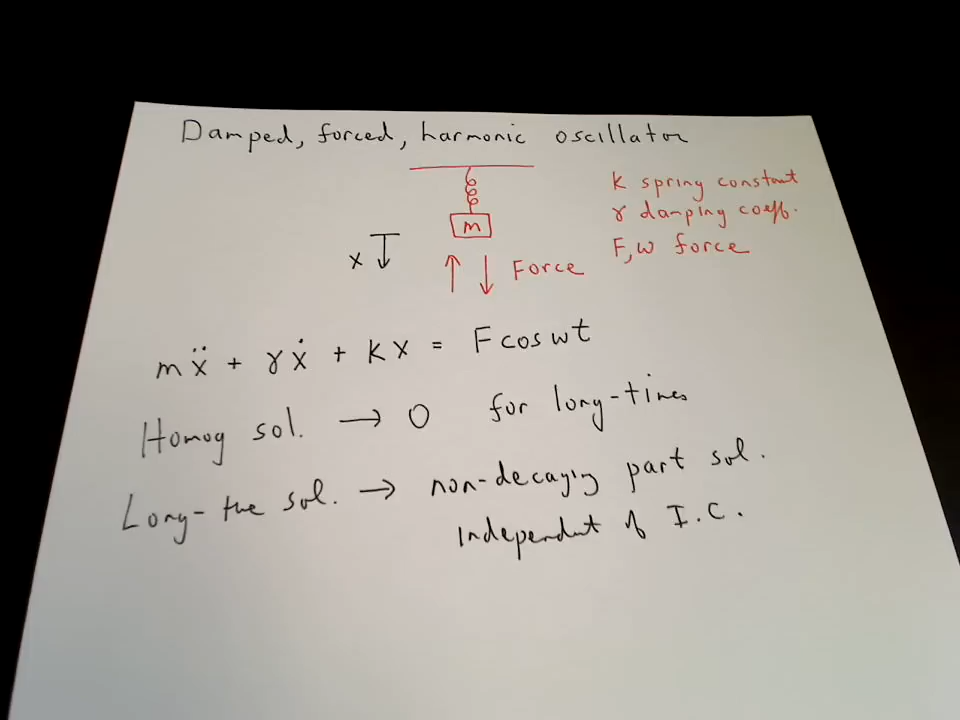 Damped, forced, harmonic oscillator
k spring constant
γ damping coeff.
F, ω force
m
x
Force
mẍ + γẋ + kx = F cos ωt
Homog sol. → 0 for long-times
Long-time sol. → non-decaying part sol.
Independent of I.C.